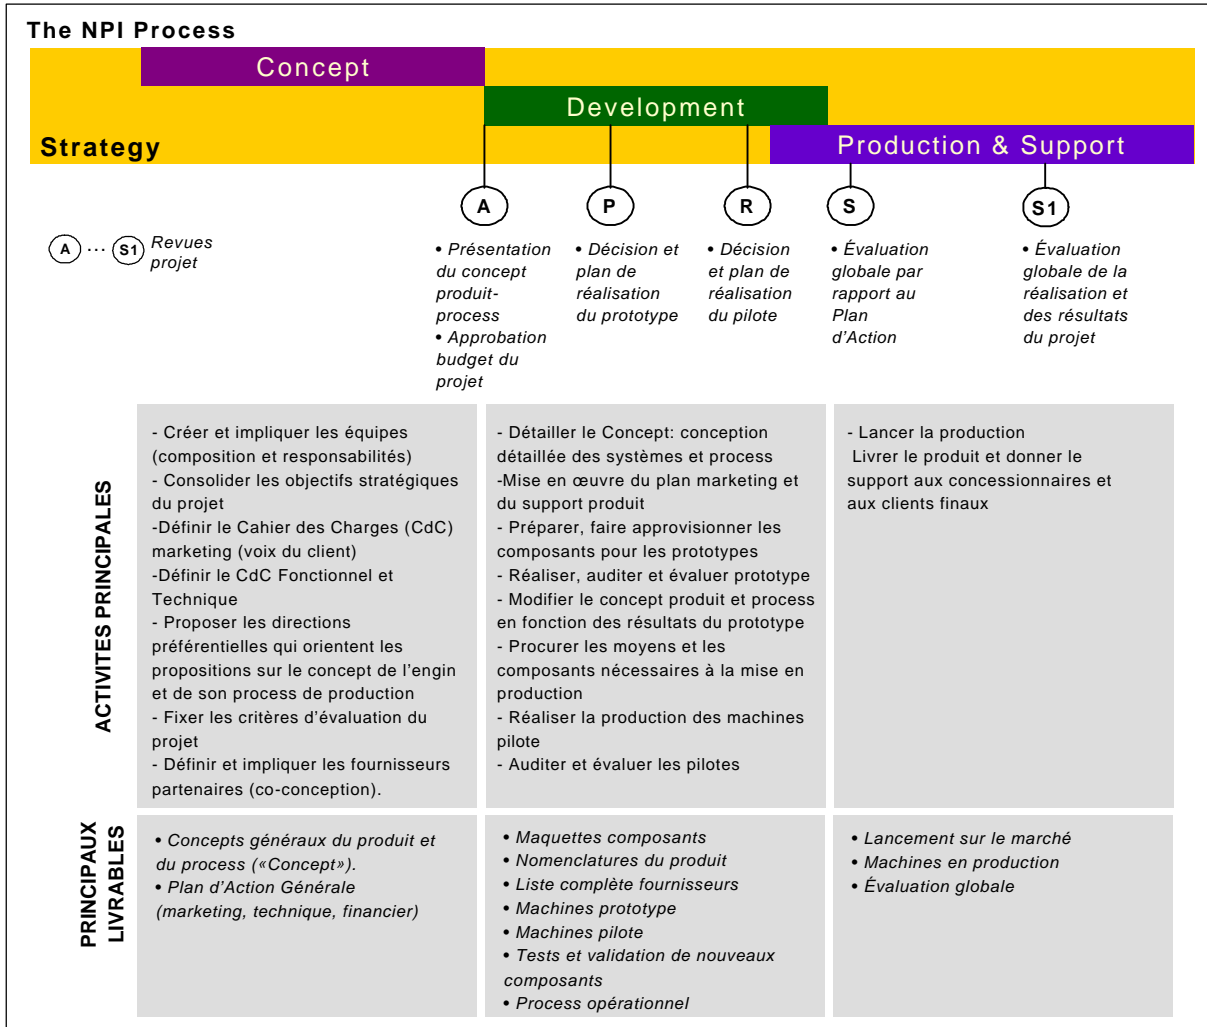 The NPI Process
Concept
Development
Strategy
Production & Support
A
P
R
S
S1
A ... S1 Revues
projet
• Présentation
du concept
produit-
process
• Approbation
budget du
projet
• Décision et
plan de
réalisation
du prototype
• Décision
et plan de
réalisation
du pilote
• Évaluation
globale par
rapport au
Plan
d’Action
• Évaluation
globale de la
réalisation et
des résultats
du projet
ACTIVITES PRINCIPALES
- Créer et impliquer les équipes
(composition et responsabilités)
- Consolider les objectifs stratégiques
du projet
-Définir le Cahier des Charges (CdC)
marketing (voix du client)
-Définir le CdC Fonctionnel et
Technique
- Proposer les directions
préférentielles qui orientent les
propositions sur le concept de l’engin
et de son process de production
- Fixer les critères d’évaluation du
projet
- Définir et impliquer les fournisseurs
partenaires (co-conception).
- Détailler le Concept: conception
détaillée des systèmes et process
-Mise en œuvre du plan marketing et
du support produit
- Préparer, faire approvisionner les
composants pour les prototypes
- Réaliser, auditer et évaluer prototype
- Modifier le concept produit et process
en fonction des résultats du prototype
- Procurer les moyens et les
composants nécessaires à la mise en
production
- Réaliser la production des machines
pilote
- Auditer et évaluer les pilotes
- Lancer la production
Livrer le produit et donner le
support aux concessionnaires et
aux clients finaux
PRINCIPAUX
LIVRABLES
• Concepts généraux du produit et
du process («Concept»).
• Plan d’Action Générale
(marketing, technique, financier)
• Maquettes composants
• Nomenclatures du produit
• Liste complète fournisseurs
• Machines prototype
• Machines pilote
• Tests et validation de nouveaux
composants
• Process opérationnel
• Lancement sur le marché
• Machines en production
• Évaluation globale